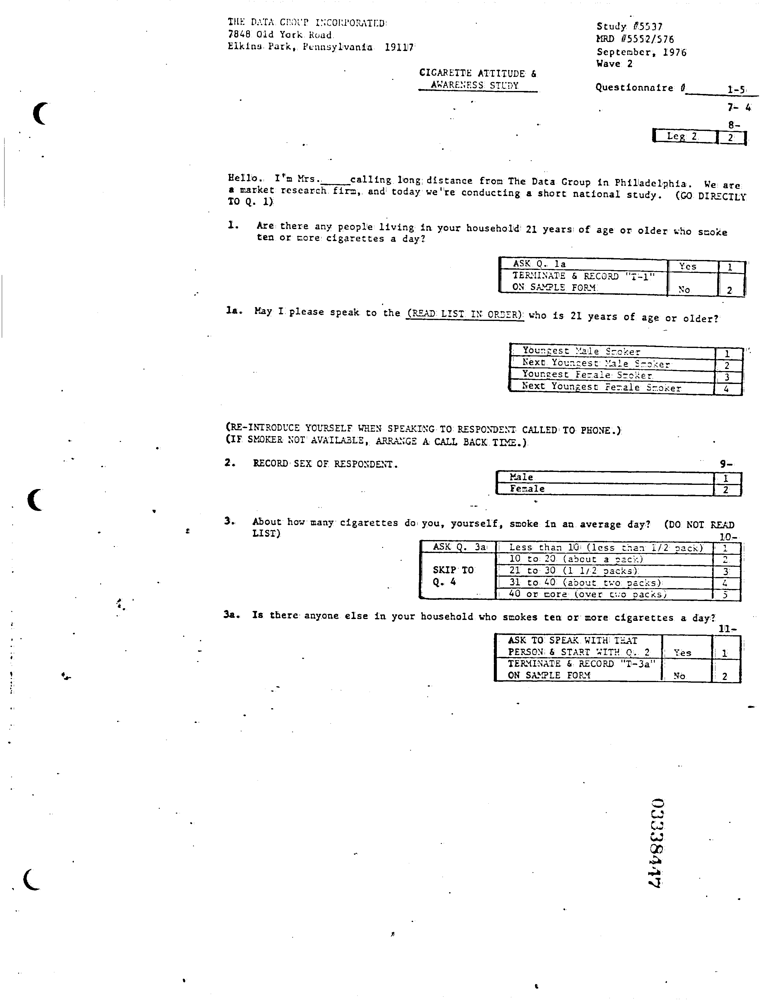 THE DATA GROUP INCORPORATED
7848 Old York Road
Elkins Park, Pennsylvania 19117
Study #5537
MRD #5552/576
September, 1976
Wave 2
CIGARETTE ATTITUDE &
AWARENESS STUDY
Questionnaire # 1-5
7- 4
8-
Leg 2 2
Hello. I'm Mrs._____calling long distance from The Data Group in Philadelphia. We are
a market research firm, and today we're conducting a short national study. (GO DIRECTLY
TO Q. 1)
1. Are there any people living in your household 21 years of age or older who smoke
ten or more cigarettes a day?
ASK Q. 1a Yes 1
TERMINATE & RECORD "T-1"
ON SAMPLE FORM No 2
1a. May I please speak to the (READ LIST IN ORDER) who is 21 years of age or older?
Youngest Male Smoker 1
Next Youngest Male Smoker 2
Youngest Female Smoker 3
Next Youngest Female Smoker 4
(RE-INTRODUCE YOURSELF WHEN SPEAKING TO RESPONDENT CALLED TO PHONE.)
(IF SMOKER NOT AVAILABLE, ARRANGE A CALL BACK TIME.)
2. RECORD SEX OF RESPONDENT. 9-
Male 1
Female 2
3. About how many cigarettes do you, yourself, smoke in an average day? (DO NOT READ
LIST) 10-
ASK Q. 3a Less than 10 (less than 1/2 pack) 1
10 to 20 (about a pack) 2
SKIP TO 21 to 30 (1 1/2 packs) 3
Q. 4 31 to 40 (about two packs) 4
40 or more (over two packs) 5
3a. Is there anyone else in your household who smokes ten or more cigarettes a day?
11-
ASK TO SPEAK WITH THAT
PERSON & START WITH Q. 2 Yes 1
TERMINATE & RECORD "T-3a"
ON SAMPLE FORM No 2
03338447